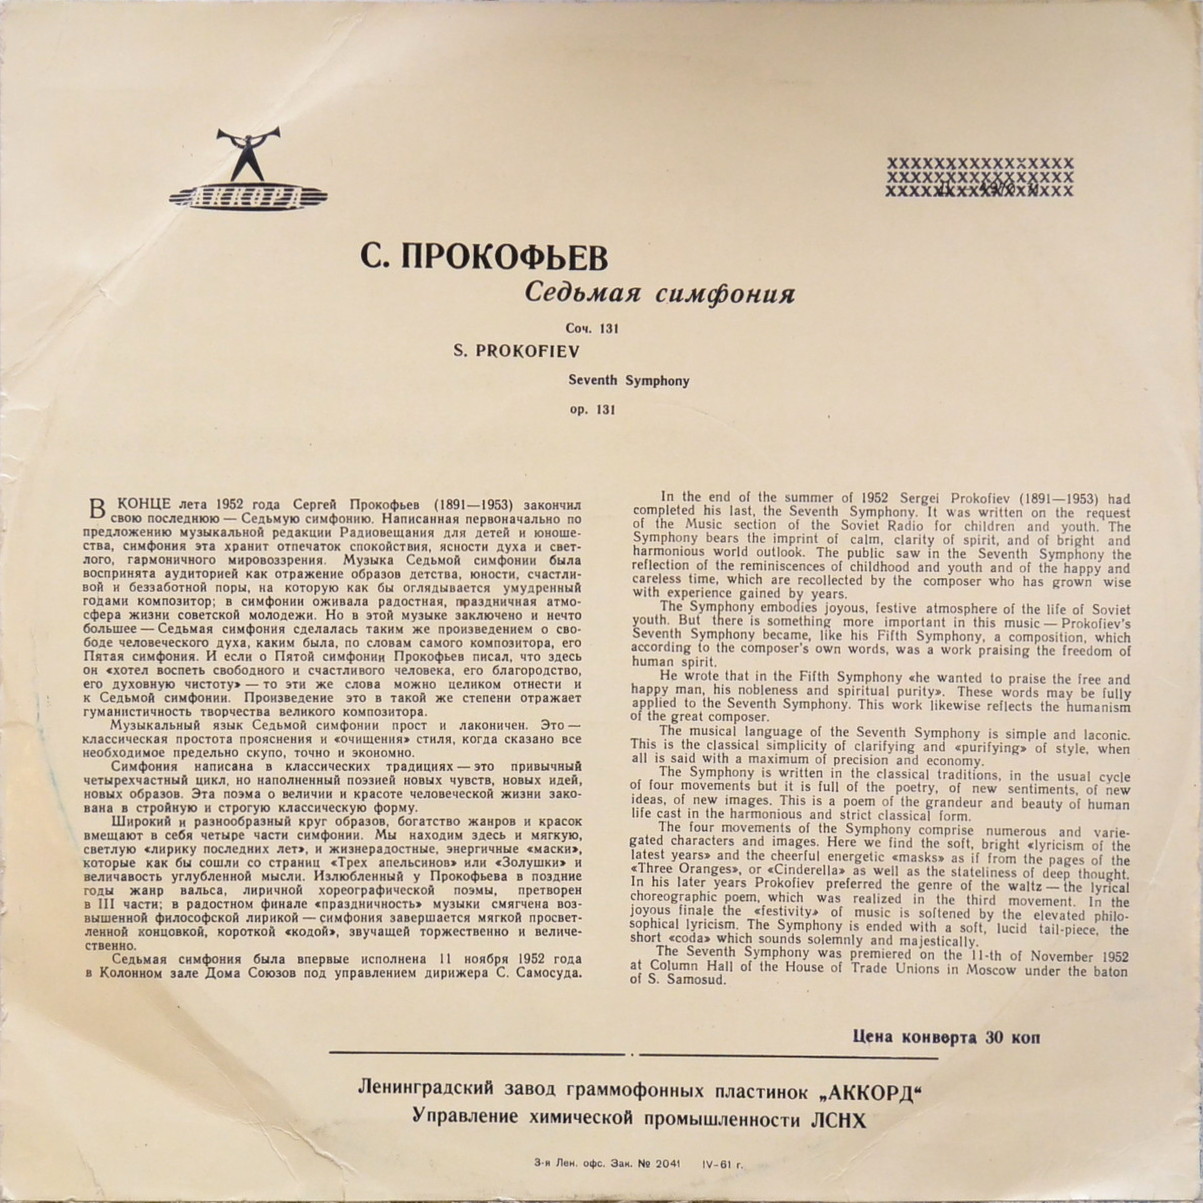 АККОРД
XXXXXXXXXXXXXXXX
XXXXXXXXXXXXXXXX
С. ПРОКОФЬЕВ
Седьмая симфония
Соч. 131
S. PROKOFIEV
Seventh Symphony
op. 131
В КОНЦЕ лета 1952 года Сергей Прокофьев (1891—1953) закончил
свою последнюю — Седьмую симфонию. Написанная первоначально по
предложению музыкальной редакции Радиовещания для детей и юноше-
ства, симфония эта хранит отпечаток спокойствия, ясности духа и свет-
лого, гармоничного мировоззрения. Музыка Седьмой симфонии была
воспринята аудиторией как отражение образов детства, юности, счастли-
вой и беззаботной поры, на которую как бы оглядывается умудренный
годами композитор; в симфонии оживала радостная, праздничная атмо-
сфера жизни советской молодежи. Но в этой музыке заключено и нечто
большее — Седьмая симфония сделалась таким же произведением о сво-
боде человеческого духа, каким была, по словам самого композитора, его
Пятая симфония. И если о Пятой симфонии Прокофьев писал, что здесь
он «хотел воспеть свободного и счастливого человека, его благородство,
его духовную чистоту» — то эти же слова можно целиком отнести и
к Седьмой симфонии. Произведение это в такой же степени отражает
гуманистичность творчества великого композитора.
Музыкальный язык Седьмой симфонии прост и лаконичен. Это —
классическая простота прояснения и «очищения» стиля, когда сказано все
необходимое предельно скупо, точно и экономно.
Симфония написана в классических традициях — это привычный
четырехчастный цикл, но наполненный поэзией новых чувств, новых идей,
новых образов. Эта поэма о величии и красоте человеческой жизни зако-
вана в стройную и строгую классическую форму.
Широкий и разнообразный круг образов, богатство жанров и красок
вмещают в себя четыре части симфонии. Мы находим здесь и мягкую,
светлую «лирику последних лет», и жизнерадостные, энергичные «маски»,
которые как бы сошли со страниц «Трех апельсинов» или «Золушки» и
величавость углубленной мысли. Излюбленный у Прокофьева в поздние
годы жанр вальса, лиричной хореографической поэмы, претворен
в III части; в радостном финале «праздничность» музыки смягчена воз-
вышенной философской лирикой — симфония завершается мягкой просвет-
ленной концовкой, короткой «кодой», звучащей торжественно и величе-
ственно.
Седьмая симфония была впервые исполнена 11 ноября 1952 года
в Колонном зале Дома Союзов под управлением дирижера С. Самосуда.
In the end of the summer of 1952 Sergei Prokofiev (1891—1953) had
completed his last, the Seventh Symphony. It was written on the request
of the Music section of the Soviet Radio for children and youth. The
Symphony bears the imprint of calm, clarity of spirit, and of bright and
harmonious world outlook. The public saw in the Seventh Symphony the
reflection of the reminiscences of childhood and youth and of the happy and
careless time, which are recollected by the composer who has grown wise
with experience gained by years.
The Symphony embodies joyous, festive atmosphere of the life of Soviet
youth. But there is something more important in this music — Prokofiev's
Seventh Symphony became, like his Fifth Symphony, a composition, which
according to the composer's own words, was a work praising the freedom of
human spirit.
He wrote that in the Fifth Symphony «he wanted to praise the free and
happy man, his nobleness and spiritual purity». These words may be fully
applied to the Seventh Symphony. This work likewise reflects the humanism
of the great composer.
The musical language of the Seventh Symphony is simple and laconic.
This is the classical simplicity of clarifying and «purifying» of style, when
all is said with a maximum of precision and economy.
The Symphony is written in the classical traditions, in the usual cycle
of four movements but it is full of the poetry, of new sentiments, of new
ideas, of new images. This is a poem of the grandeur and beauty of human
life cast in the harmonious and strict classical form.
The four movements of the Symphony comprise numerous and varie-
gated characters and images. Here we find the soft, bright «lyricism of the
latest years» and the cheerful energetic «masks» as if from the pages of the
«Three Oranges», or «Cinderella» as well as the stateliness of deep thought.
In his later years Prokofiev preferred the genre of the waltz — the lyrical
choreographic poem, which was realized in the third movement. In the
joyous finale the «festivity» of music is softened by the elevated philo-
sophical lyricism. The Symphony is ended with a soft, lucid tail-piece, the
short «coda» which sounds solemnly and majestically.
The Seventh Symphony was premiered on the 11-th of November 1952
at Column Hall of the House of Trade Unions in Moscow under the baton
of S. Samosud.
Цена конверта 30 коп
Ленинградский завод граммофонных пластинок „АККОРД“
Управление химической промышленности ЛСНХ
3-я Лен. офс. Зак. № 2041 IV-61 г.